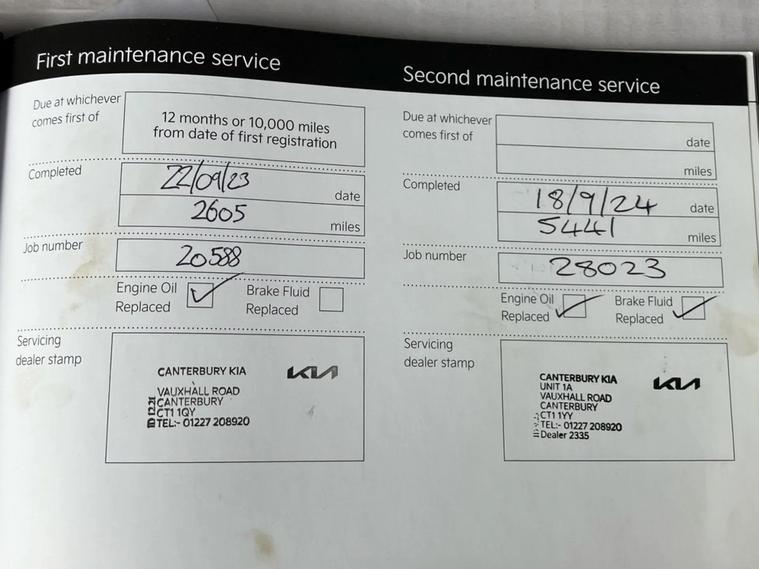 First maintenance service
Due at whichever
comes first of
12 months or 10,000 miles
from date of first registration
Completed
22/09/23
date
2605
miles
Job number
20588
Engine Oil
Replaced
Brake Fluid
Replaced
Servicing
dealer stamp
CANTERBURY KIA
KIA
VAUXHALL ROAD
CANTERBURY
CT1 1QY
TEL:- 01227 208920
Second maintenance service
Due at whichever
comes first of
date
miles
Completed
18/9/24
date
5441
miles
Job number
28023
Engine Oil
Replaced
Brake Fluid
Replaced
Servicing
dealer stamp
CANTERBURY KIA
KIA
UNIT 1A
VAUXHALL ROAD
CANTERBURY
CT1 1YY
TEL:- 01227 208920
Dealer 2335